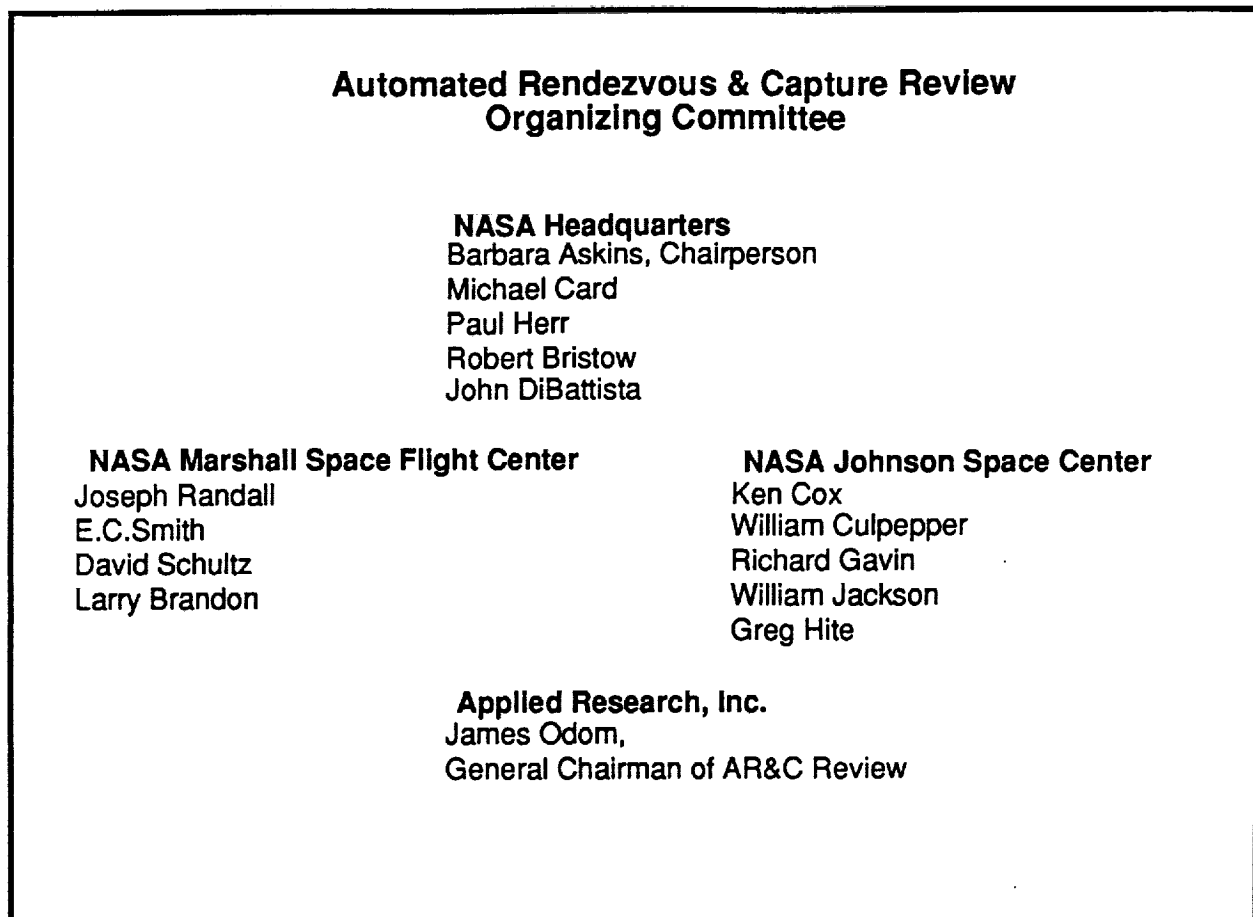 Automated Rendezvous & Capture Review
Organizing Committee
NASA Headquarters
Barbara Askins, Chairperson
Michael Card
Paul Herr
Robert Bristow
John DiBattista
NASA Marshall Space Flight Center
Joseph Randall
E.C.Smith
David Schultz
Larry Brandon
NASA Johnson Space Center
Ken Cox
William Culpepper
Richard Gavin
William Jackson
Greg Hite
Applied Research, Inc.
James Odom,
General Chairman of AR&C Review